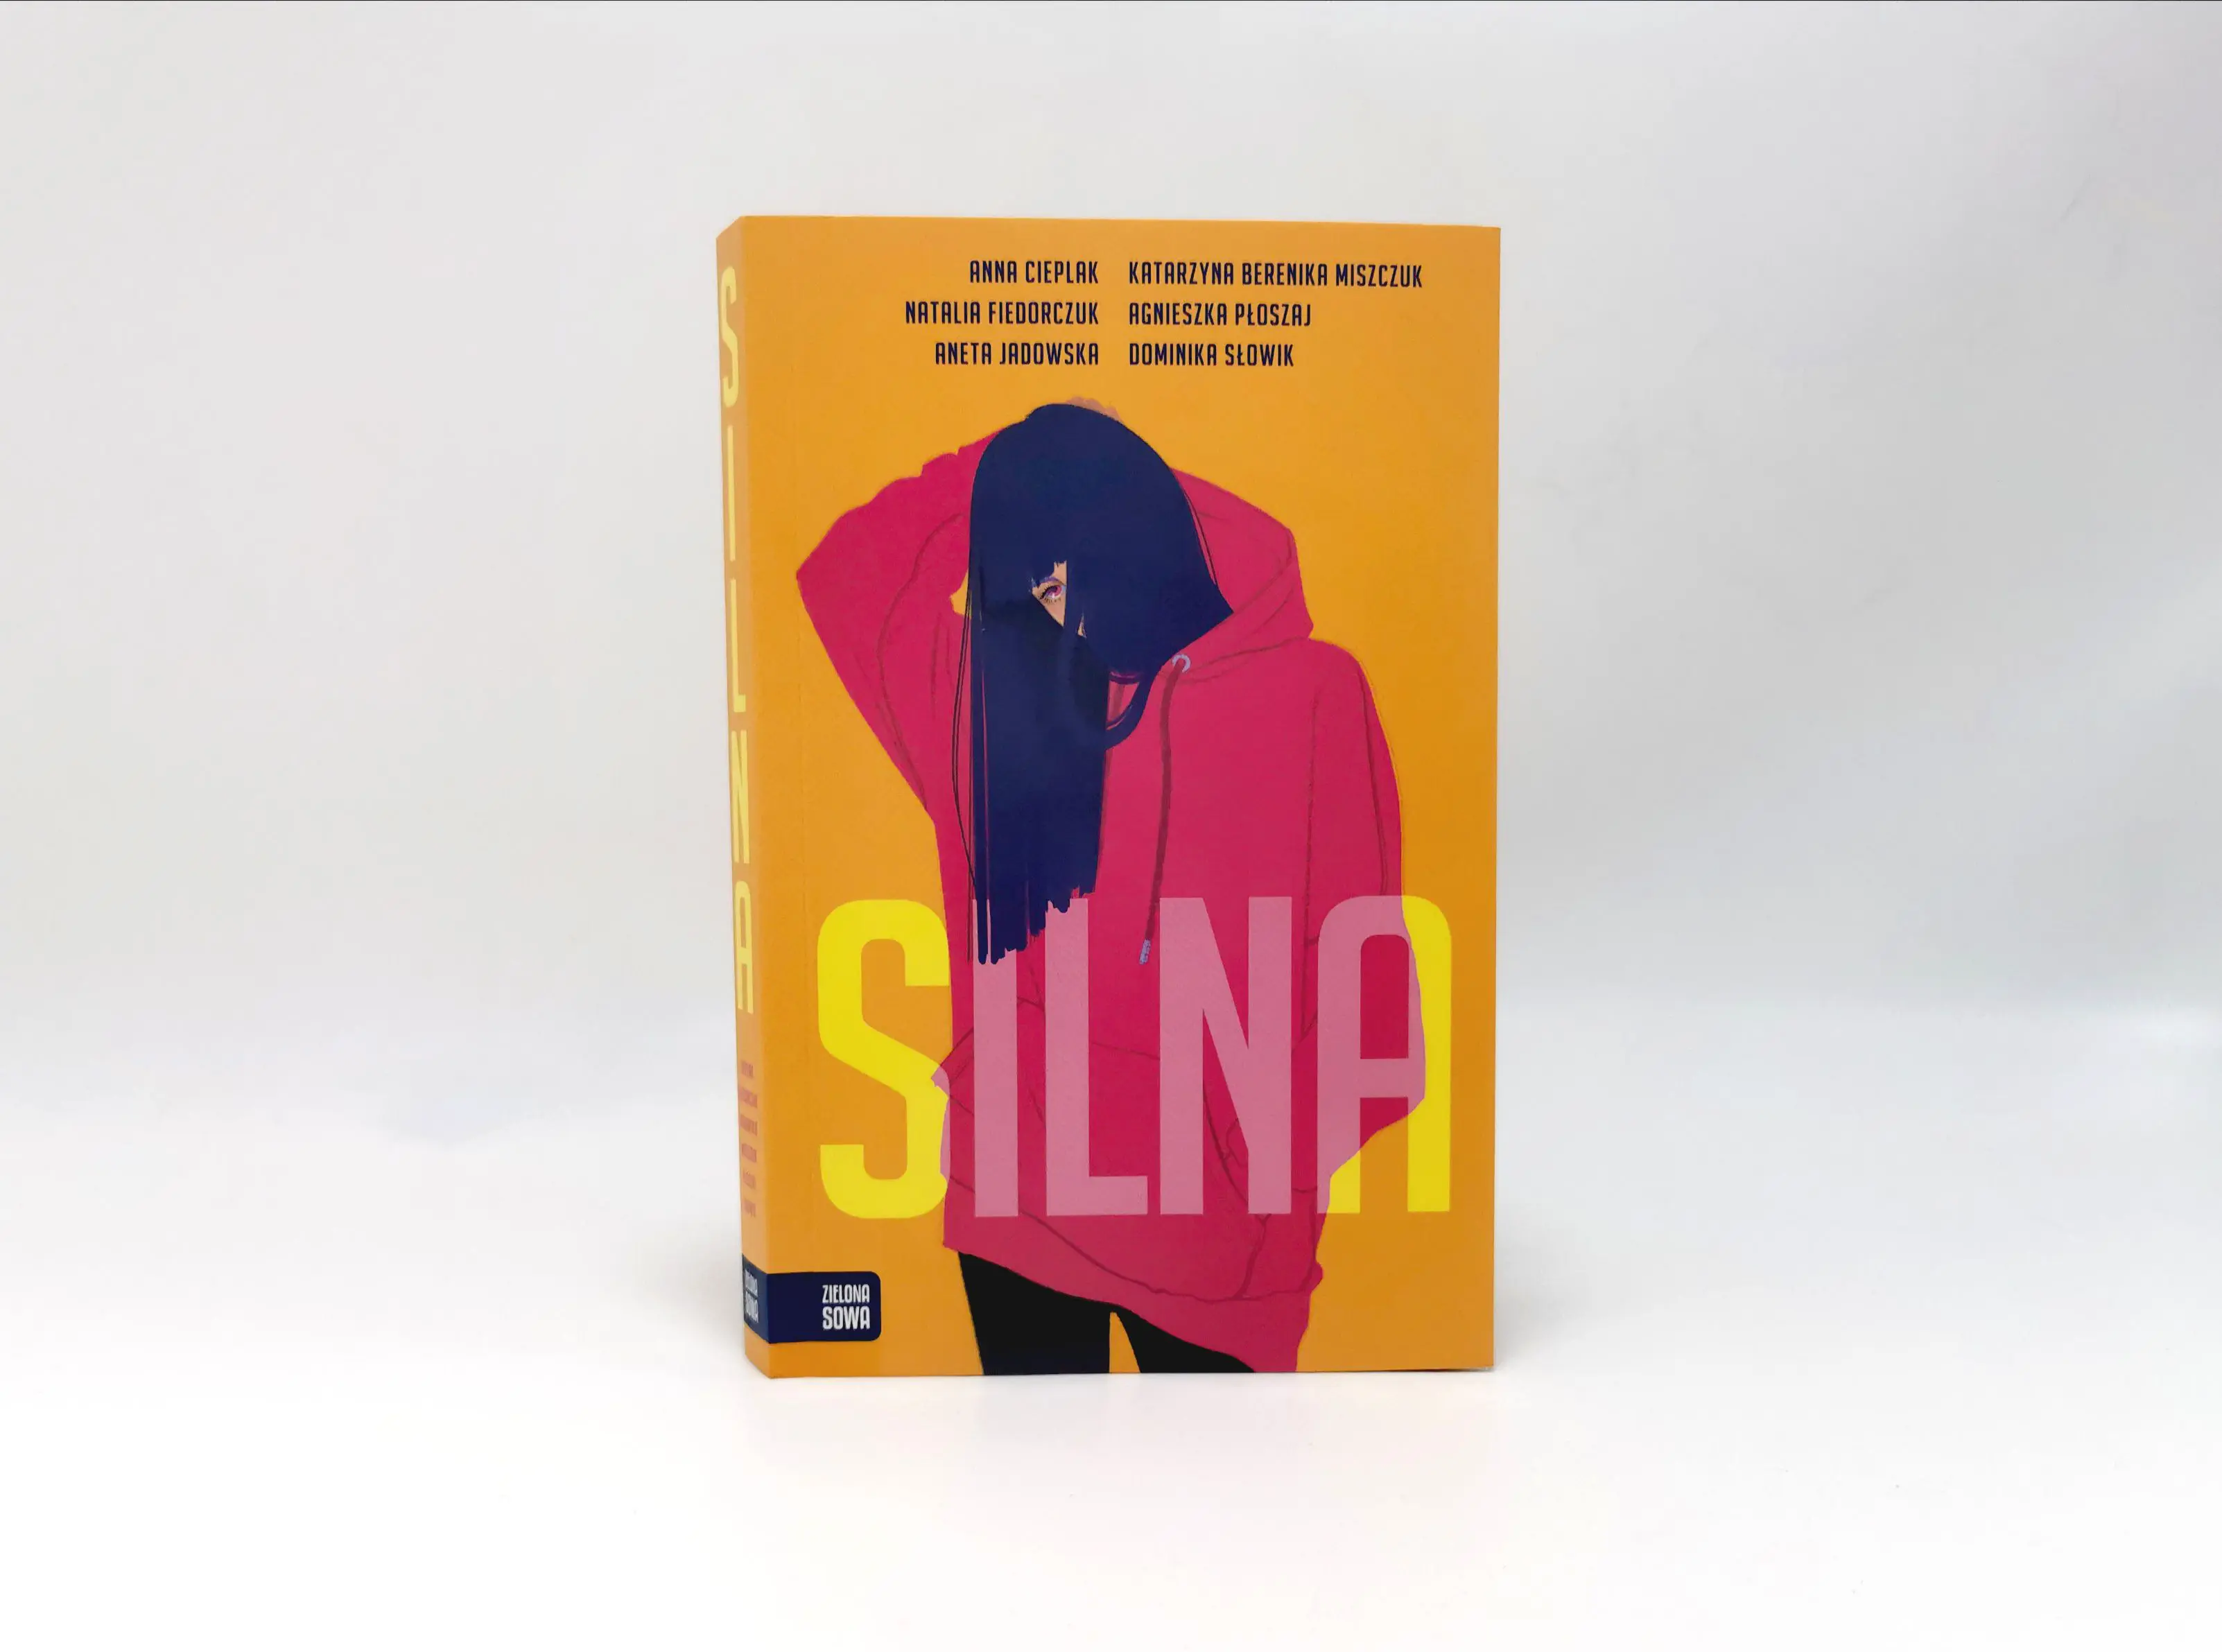 SILNA
ANNA CIEPLAK KATARZYNA BERENIKA MISZCZUK
NATALIA FIEDORCZUK AGNIESZKA PŁOSZAJ
ANETA JADOWSKA DOMINIKA SŁOWIK
SILNA
ZIELONA
SOWA